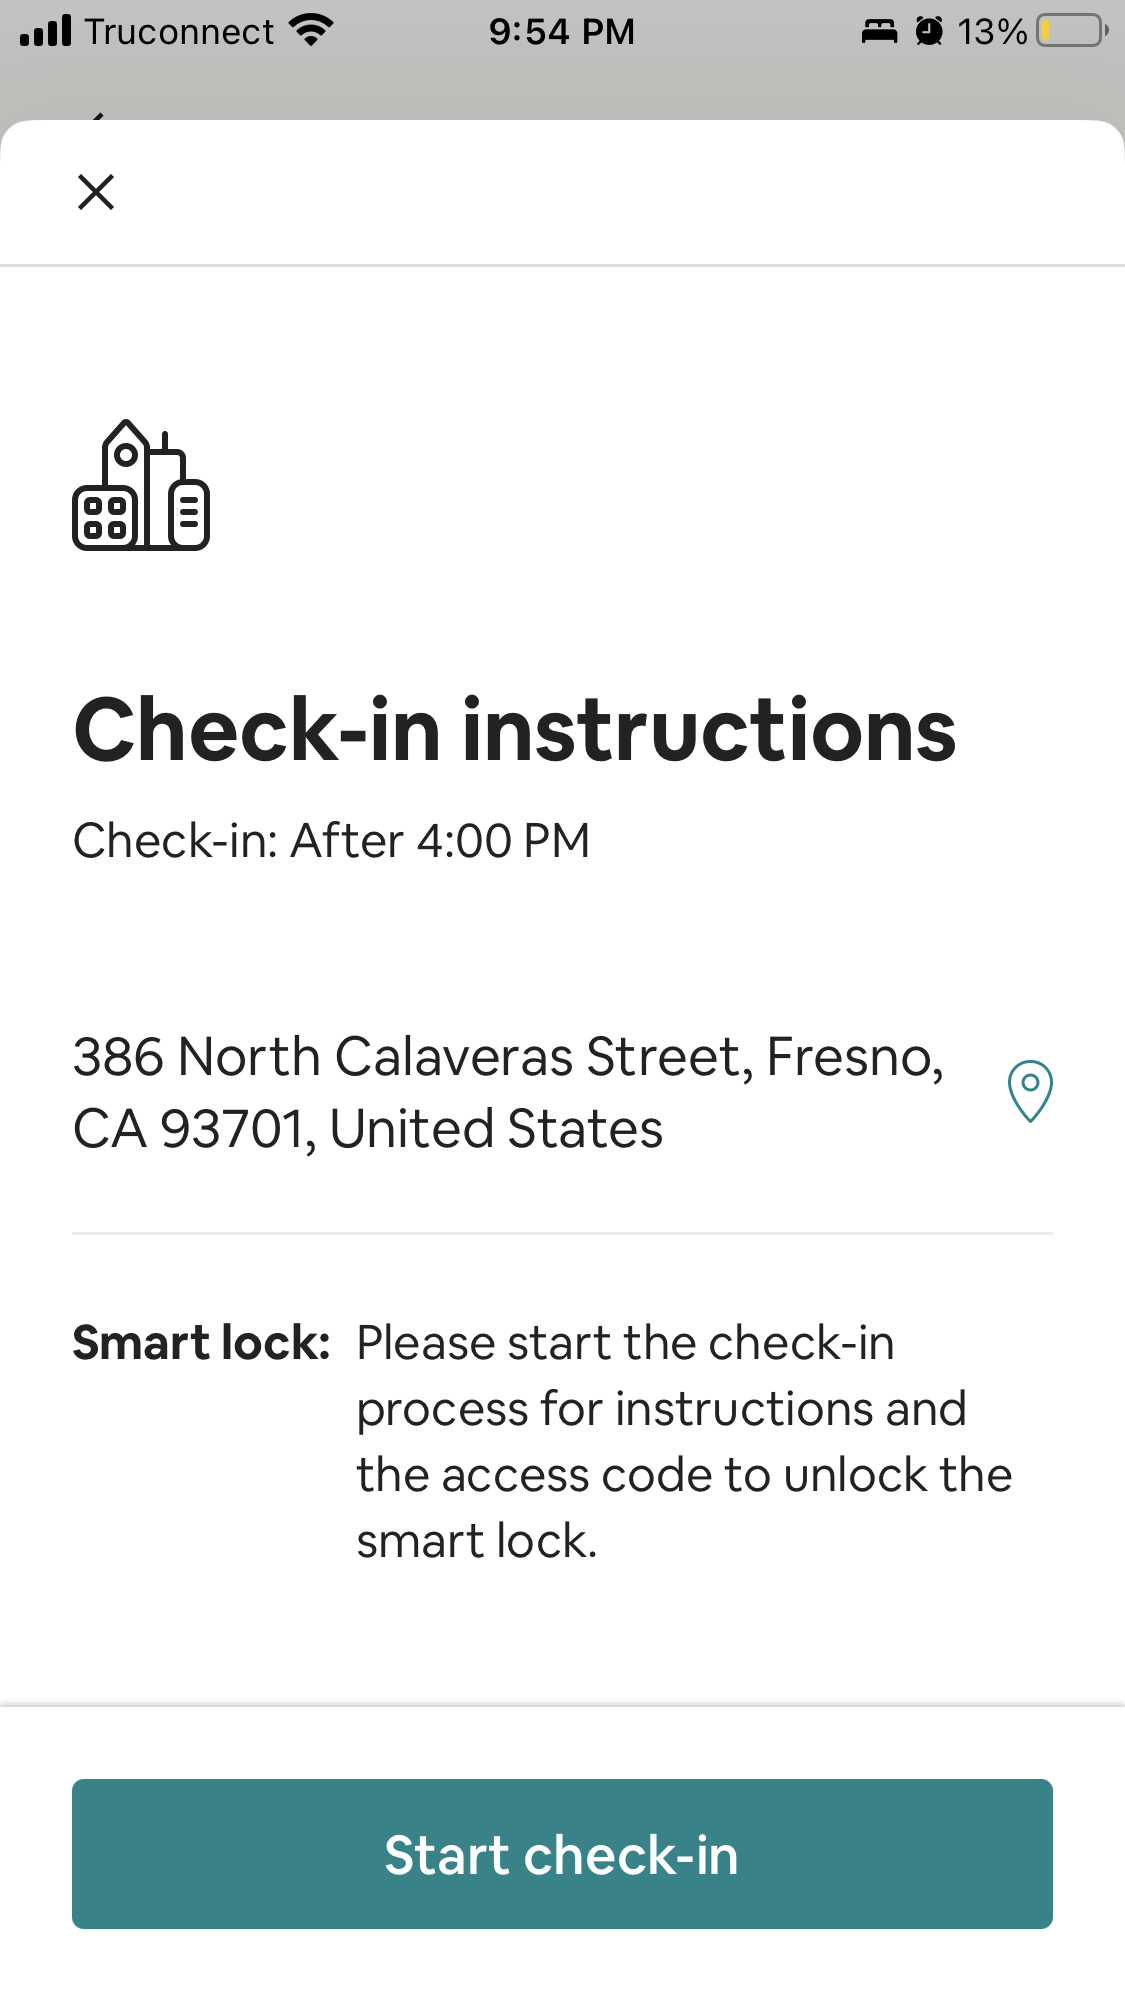 Truconnect 9:54 PM 13%
Check-in instructions
Check-in: After 4:00 PM
386 North Calaveras Street, Fresno,
CA 93701, United States
Smart lock: Please start the check-in
process for instructions and
the access code to unlock the
smart lock.
Start check-in